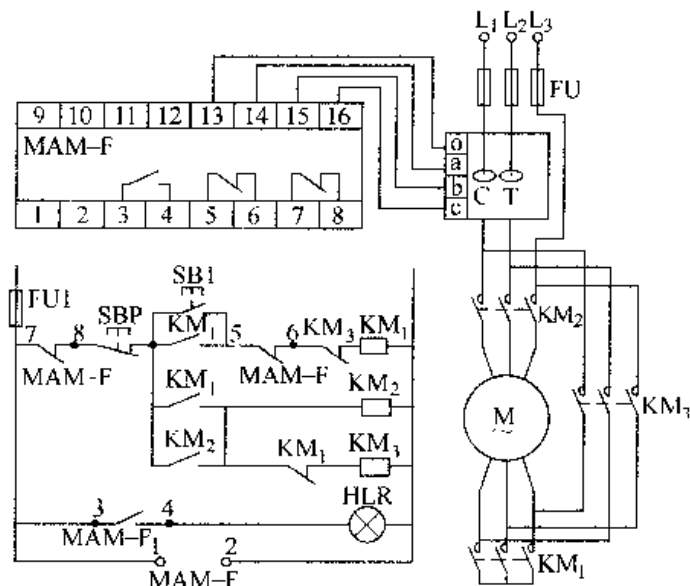 L1 L2 L3
FU
9 10 11 12 13 14 15 16
MAM-F
1 2 3 4 5 6 7 8
o
a
b
c
C T
FU1
SBP
SB1
KM1
7 8 5 6 KM3 KM1
MAM-F MAM-F
KM1 KM2
KM2 KM1 KM3
HLR
3 4
MAM-F
1 2
MAM-F
KM2
M
~
KM3
KM1